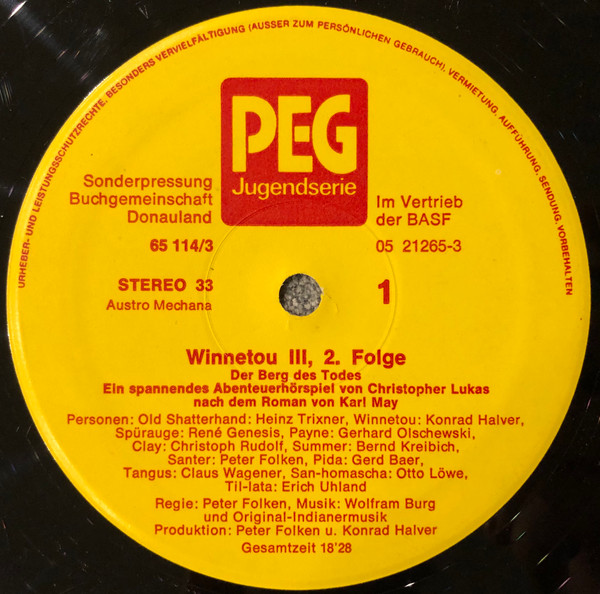 URHEBER- UND LEISTUNGSSCHUTZRECHTE, BESONDERS VERVIELFÄLTIGUNG (AUSSER ZUM PERSÖNLICHEN GEBRAUCH), VERMIETUNG, AUFFÜHRUNG, SENDUNG, VORBEHALTEN
PEG
Jugendserie
Sonderpressung
Buchgemeinschaft
Donauland
65 114/3
Im Vertrieb
der BASF
05 21265-3
STEREO 33
Austro Mechana
1
Winnetou III, 2. Folge
Der Berg des Todes
Ein spannendes Abenteuerhörspiel von Christopher Lukas
nach dem Roman von Karl May
Personen: Old Shatterhand: Heinz Trixner, Winnetou: Konrad Halver,
Spürauge: René Genesis, Payne: Gerhard Olschewski,
Clay: Christoph Rudolf, Summer: Bernd Kreibich,
Santer: Peter Folken, Pida: Gerd Baer,
Tangus: Claus Wagener, San-homascha: Otto Löwe,
Til-lata: Erich Uhland
Regie: Peter Folken, Musik: Wolfram Burg
und Original-Indianermusik
Produktion: Peter Folken u. Konrad Halver
Gesamtzeit 18'28